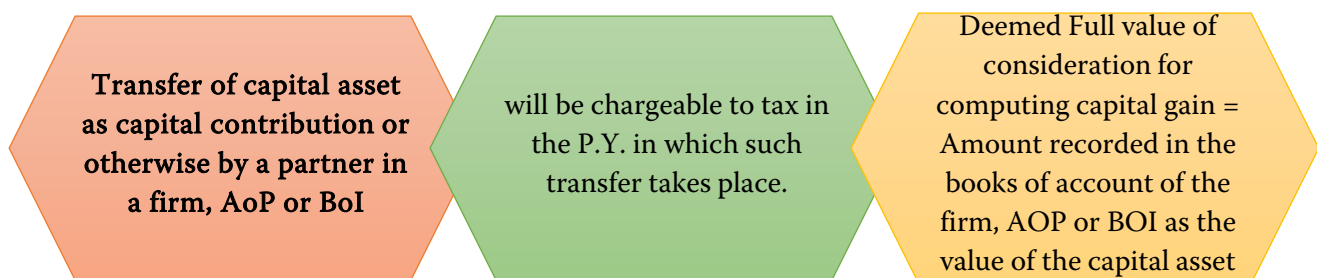 Transfer of capital asset
as capital contribution or
otherwise by a partner in
a firm, AoP or BoI
will be chargeable to tax in
the P.Y. in which such
transfer takes place.
Deemed Full value of
consideration for
computing capital gain =
Amount recorded in the
books of account of the
firm, AOP or BOI as the
value of the capital asset